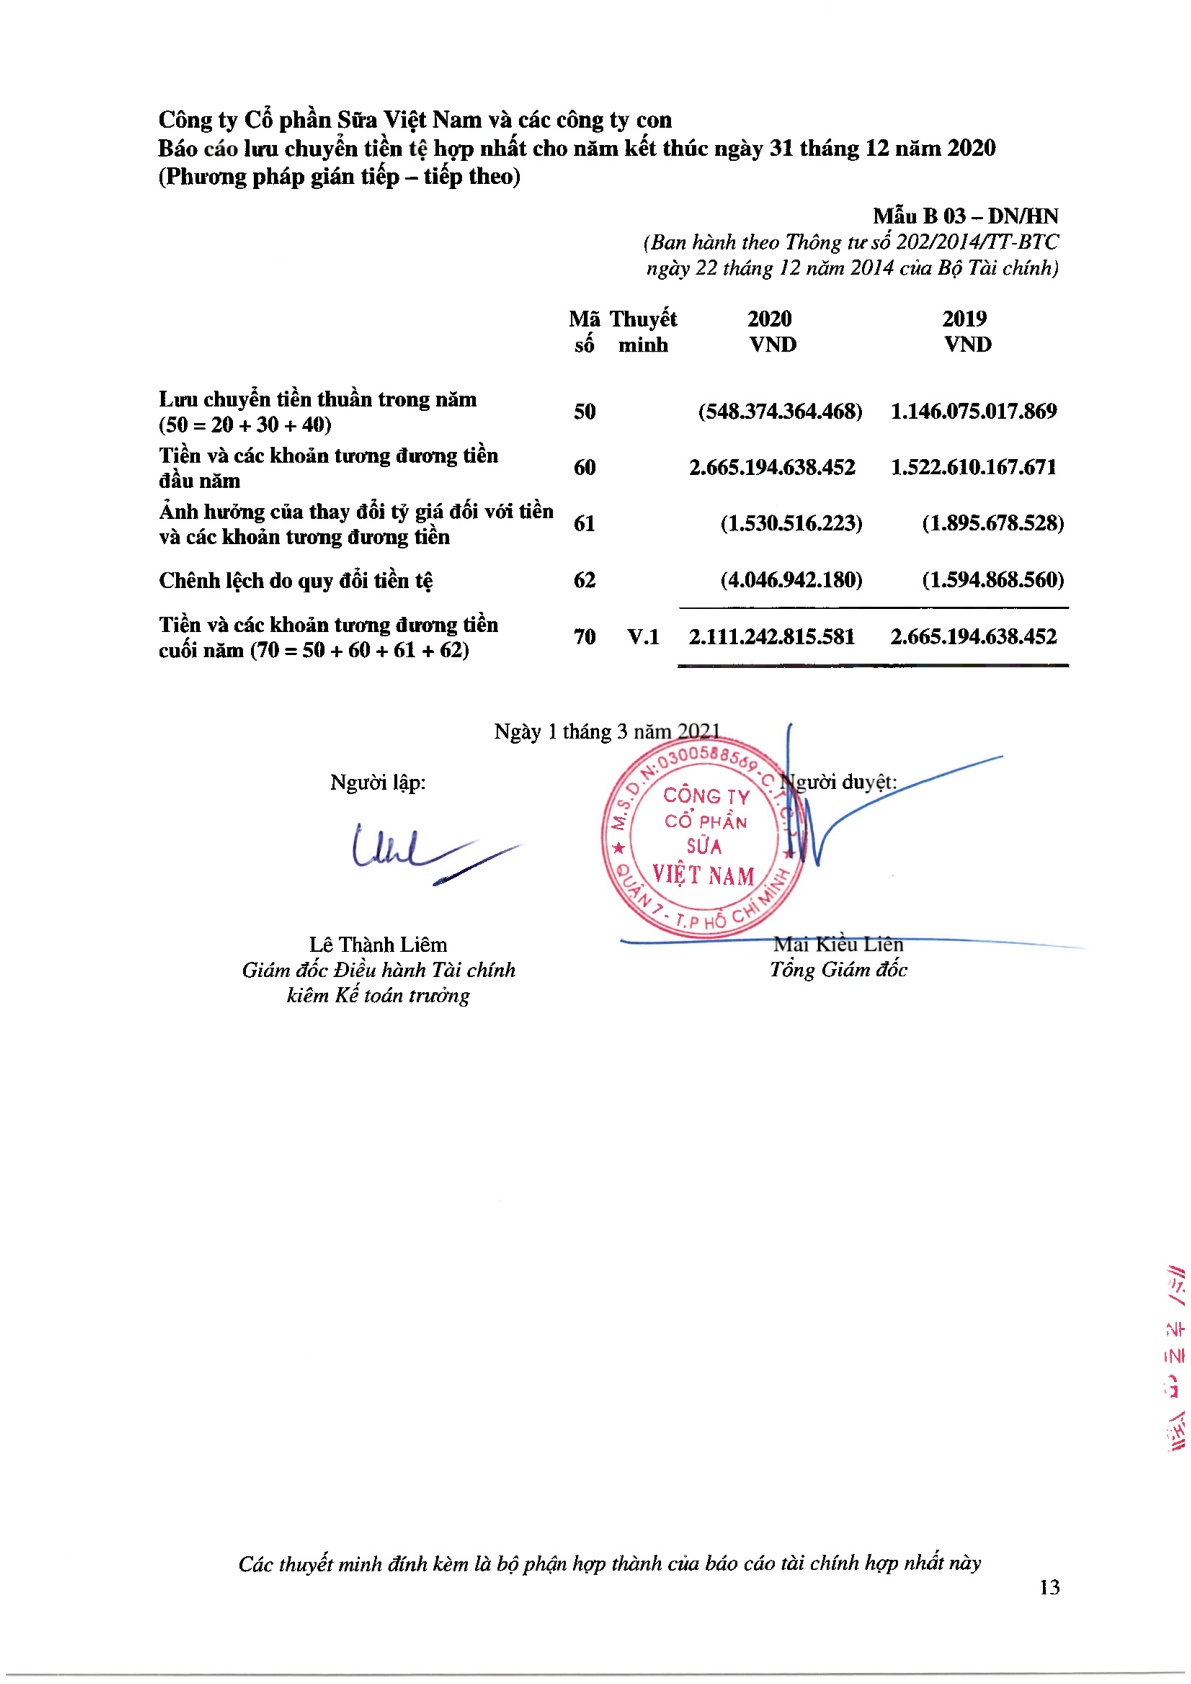 Công ty Cổ phần Sữa Việt Nam và các công ty con
Báo cáo lưu chuyển tiền tệ hợp nhất cho năm kết thúc ngày 31 tháng 12 năm 2020
(Phương pháp gián tiếp – tiếp theo)
Mẫu B 03 – DN/HN
(Ban hành theo Thông tư số 202/2014/TT-BTC
ngày 22 tháng 12 năm 2014 của Bộ Tài chính)
Mã Thuyết 2020 2019
số minh VND VND
Lưu chuyển tiền thuần trong năm
(50 = 20 + 30 + 40) 50 (548.374.364.468) 1.146.075.017.869
Tiền và các khoản tương đương tiền
đầu năm 60 2.665.194.638.452 1.522.610.167.671
Ảnh hưởng của thay đổi tỷ giá đối với tiền
và các khoản tương đương tiền 61 (1.530.516.223) (1.895.678.528)
Chênh lệch do quy đổi tiền tệ 62 (4.046.942.180) (1.594.868.560)
Tiền và các khoản tương đương tiền
cuối năm (70 = 50 + 60 + 61 + 62) 70 V.1 2.111.242.815.581 2.665.194.638.452
Ngày 1 tháng 3 năm 2021
Người lập: Người duyệt:
M.S.D.N:0300588569-C.T.C.P
CÔNG TY
CỔ PHẦN
SỮA
VIỆT NAM
QUẬN 7 - T.P HỒ CHÍ MINH
Lê Thành Liêm Mai Kiều Liên
Giám đốc Điều hành Tài chính Tổng Giám đốc
kiêm Kế toán trưởng
Các thuyết minh đính kèm là bộ phận hợp thành của báo cáo tài chính hợp nhất này
13